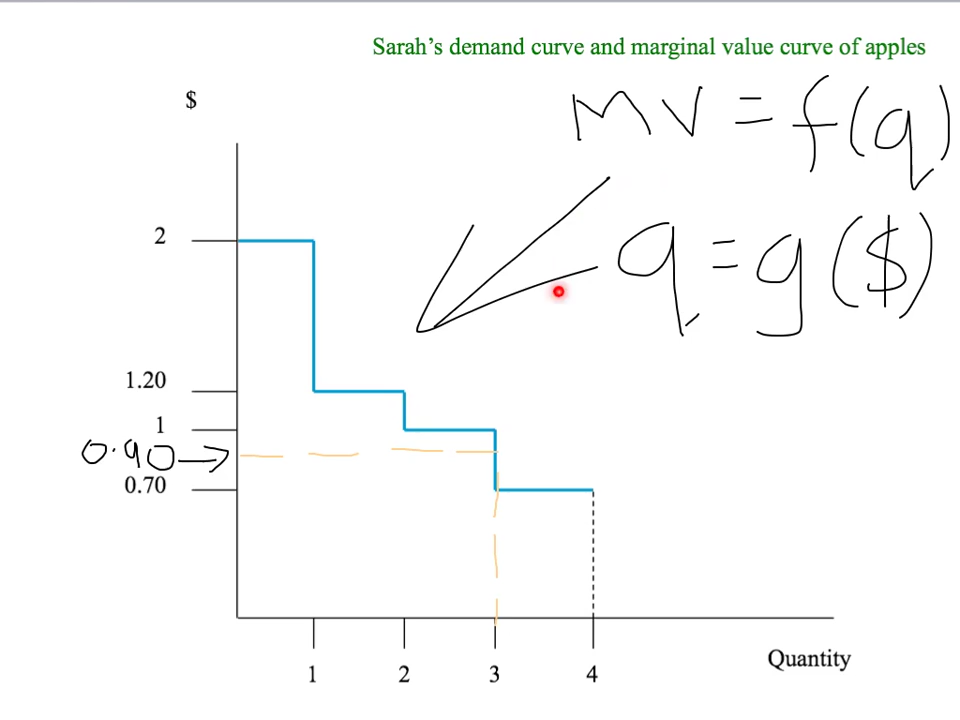 Sarah's demand curve and marginal value curve of apples
$
MV = f(q)
q = g($)
2
1.20
1
0.90
0.70
1 2 3 4
Quantity